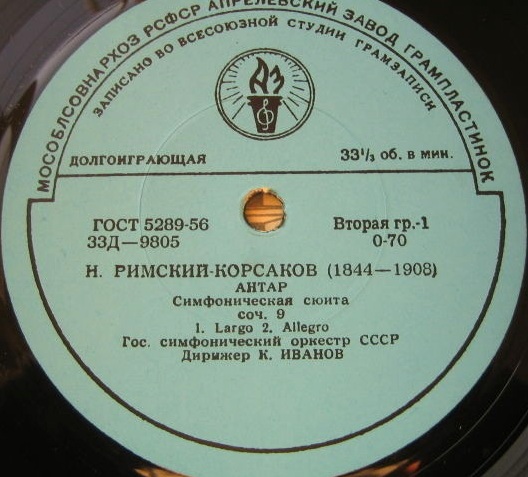 МОСОБЛСОВНАРХОЗ РСФСР АПРЕЛЕВСКИЙ ЗАВОД ГРАМПЛАСТИНОК
ЗАПИСАНО ВО ВСЕСОЮЗНОЙ СТУДИИ ГРАМЗАПИСИ
ДОЛГОИГРАЮЩАЯ 33⅓ об. в мин.
ГОСТ 5289-56 Вторая гр.-1
33Д—9805 0-70
Н. РИМСКИЙ-КОРСАКОВ (1844—1908)
АНТАР
Симфоническая сюита
соч. 9
1. Largo 2. Allegro
Гос. симфонический оркестр СССР
Дирижер К. ИВАНОВ